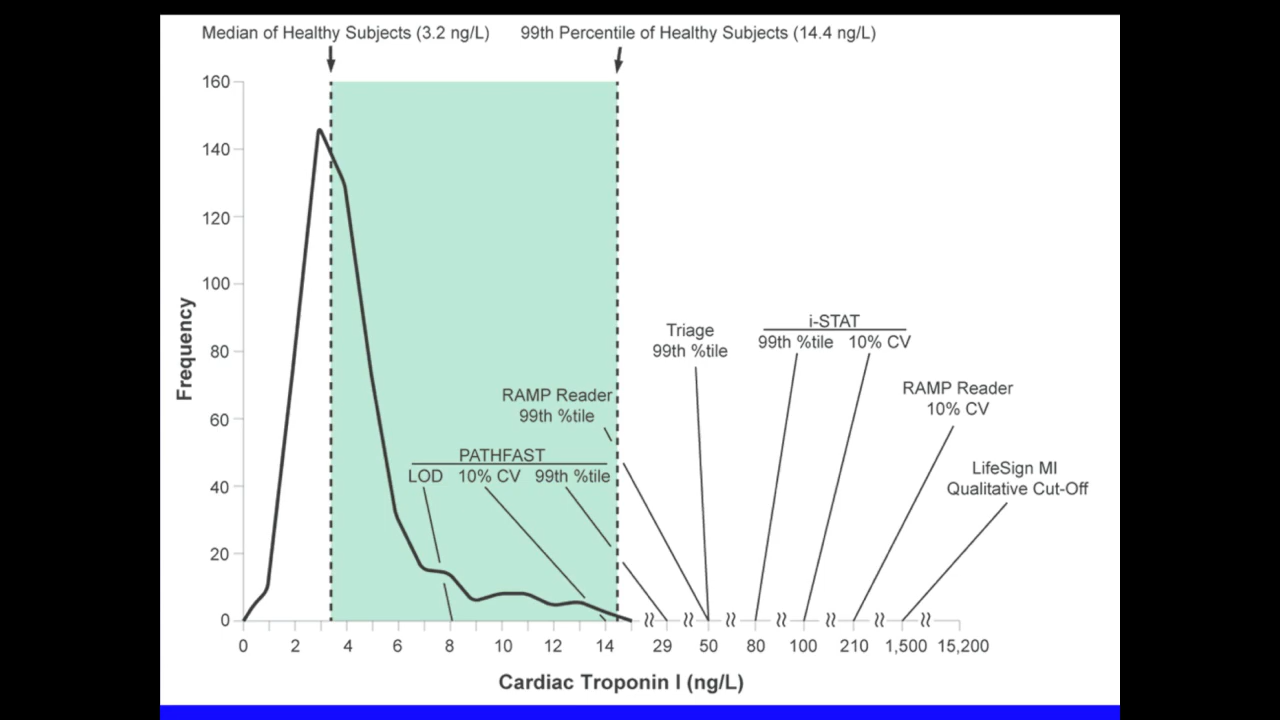 Median of Healthy Subjects (3.2 ng/L)
99th Percentile of Healthy Subjects (14.4 ng/L)
160
140
120
100
80
60
40
20
0
Frequency
RAMP Reader
99th %tile
PATHFAST
LOD 10% CV 99th %tile
Triage
99th %tile
i-STAT
99th %tile 10% CV
RAMP Reader
10% CV
LifeSign MI
Qualitative Cut-Off
0 2 4 6 8 10 12 14 29 50 80 100 210 1,500 15,200
Cardiac Troponin I (ng/L)